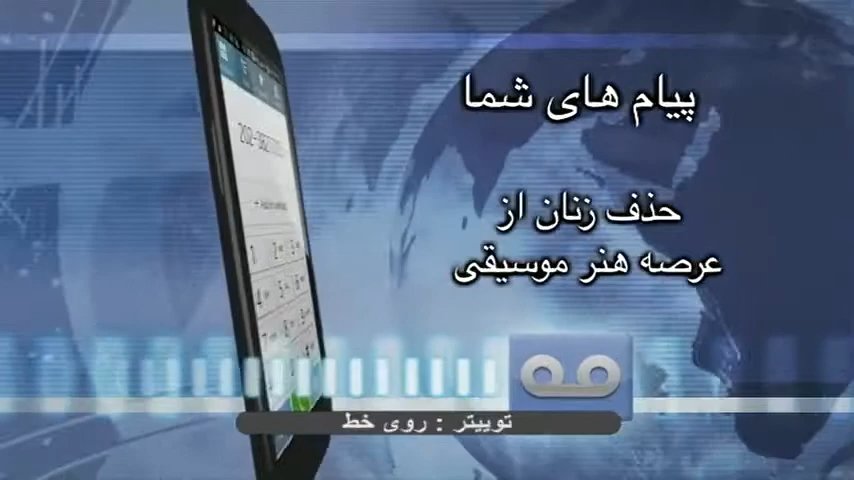 پیام های شما
حذف زنان از
عرصه هنر موسیقی
توییتر : روی خط